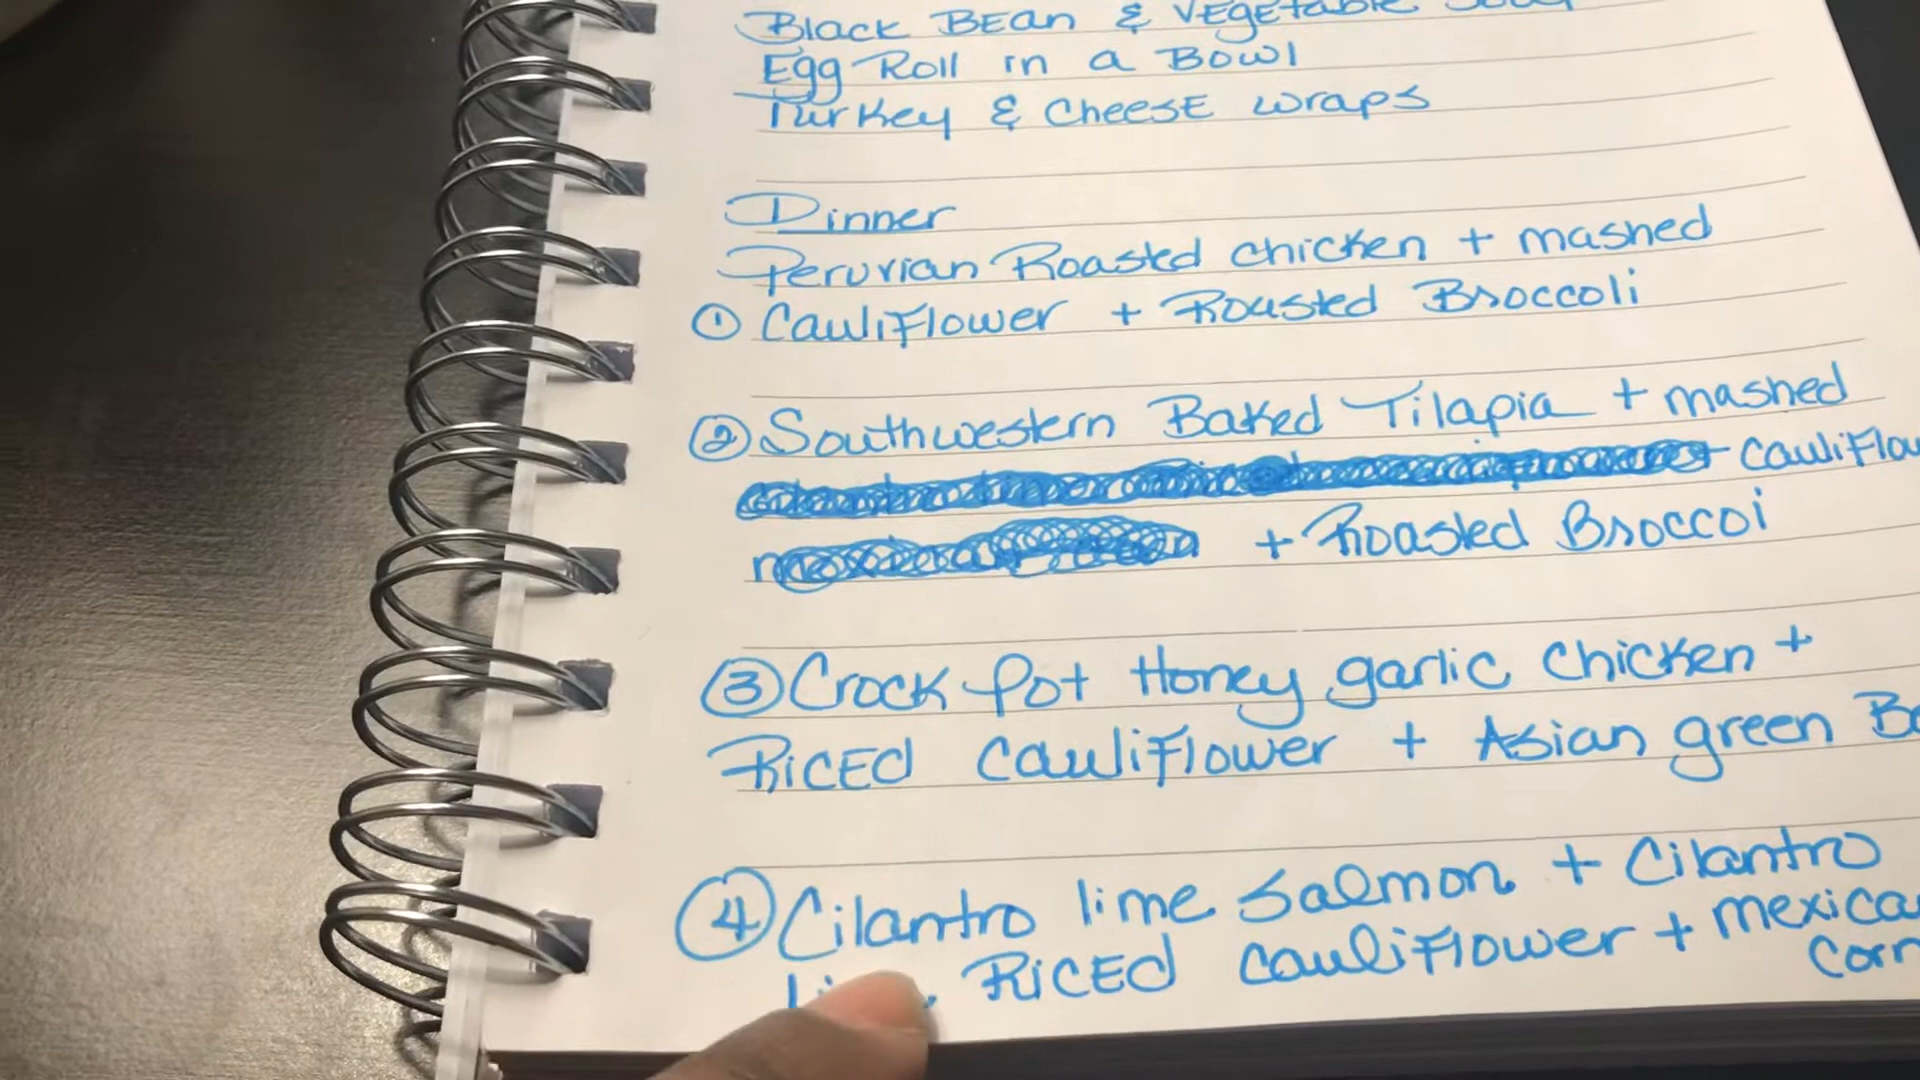 Black Bean & Vegetable Soup
Egg Roll in a Bowl
Turkey & Cheese wraps
Dinner
Peruvian Roasted chicken + mashed
① Cauliflower + Roasted Broccoli
② Southwestern Baked Tilapia + mashed
+ Cauliflow
+ Roasted Broccoi
③ Crock Pot Honey garlic chicken +
RICED cauliflower + Asian green
④ Cilantro lime Salmon + Cilantro
RICED cauliflower + mexica
Corn